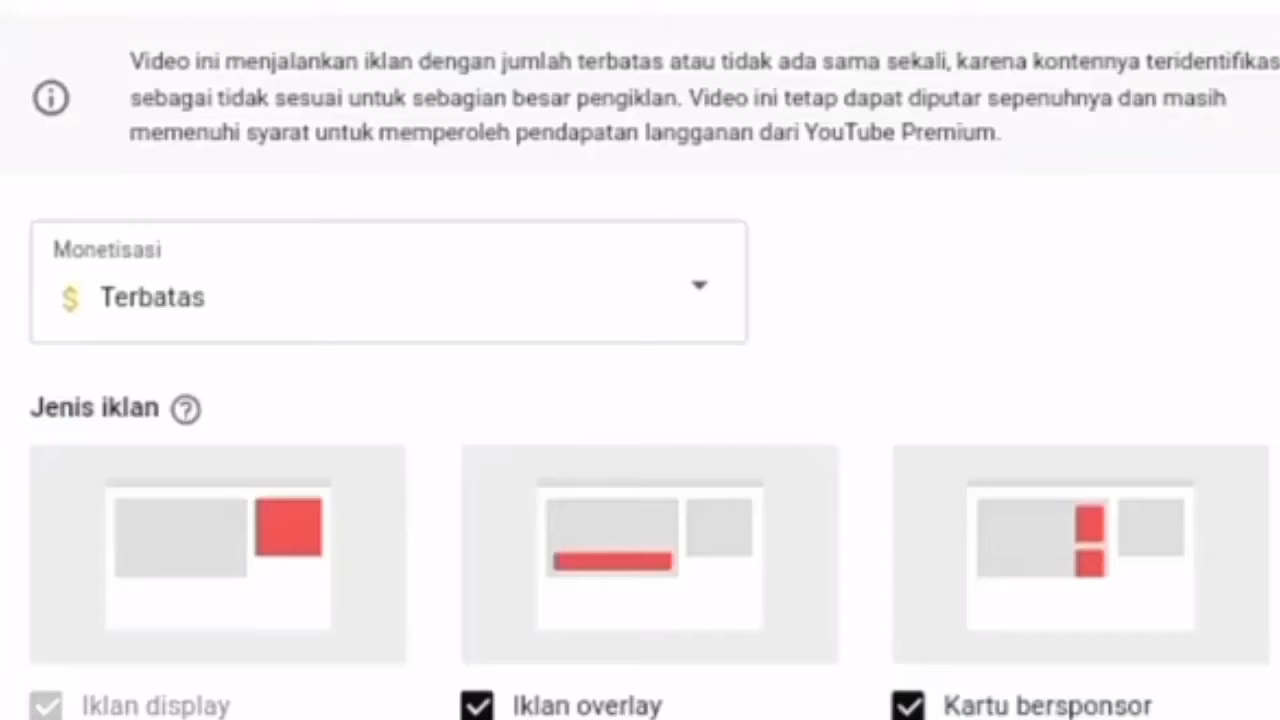 Video ini menjalankan iklan dengan jumlah terbatas atau tidak ada sama sekali, karena kontennya teridentifikas
sebagai tidak sesuai untuk sebagian besar pengiklan. Video ini tetap dapat diputar sepenuhnya dan masih
memenuhi syarat untuk memperoleh pendapatan langganan dari YouTube Premium.
Monetisasi
$ Terbatas
Jenis iklan
Iklan display
Iklan overlay
Kartu bersponsor